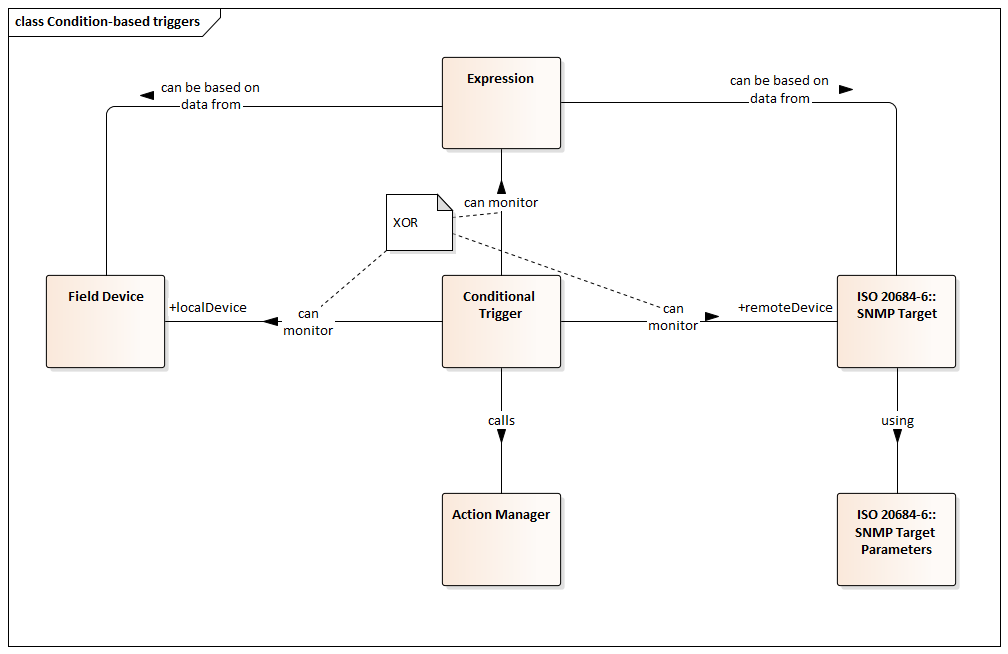 class Condition-based triggers
Expression
can be based on
data from
can be based on
data from
can monitor
XOR
Field Device
+localDevice
can
monitor
Conditional
Trigger
can
monitor
+remoteDevice
ISO 20684-6::
SNMP Target
calls
using
Action Manager
ISO 20684-6::
SNMP Target
Parameters